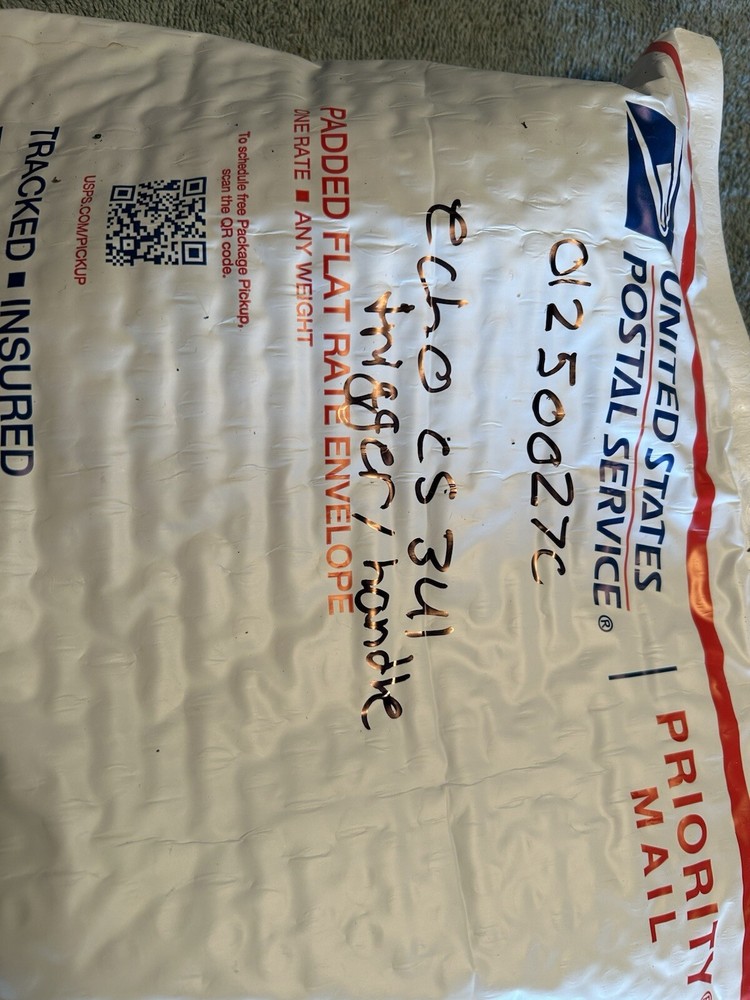 UNITED STATES
POSTAL SERVICE®
PRIORITY®
MAIL
01250027C
echo cs 341
trigger / handle
PADDED FLAT RATE ENVELOPE
ONE RATE ■ ANY WEIGHT
To schedule free Package Pickup,
scan the QR code.
USPS.COM/PICKUP
TRACKED ■ INSURED